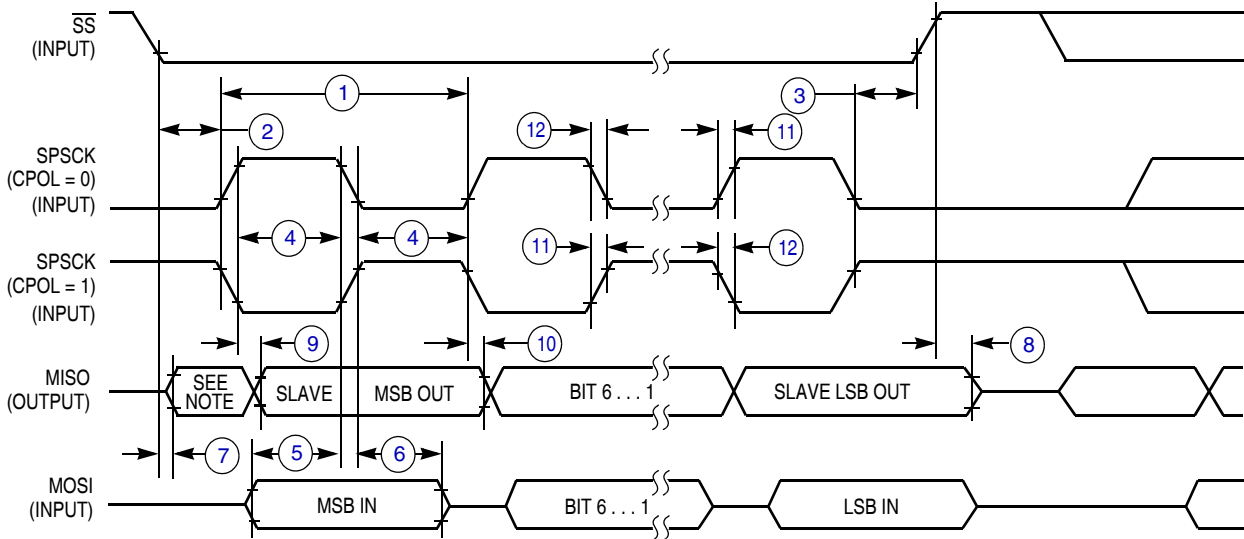 SS
(INPUT)
1
3
2
12
11
SPSCK
(CPOL = 0)
(INPUT)
4
4
11
12
SPSCK
(CPOL = 1)
(INPUT)
9
10
8
MISO
(OUTPUT)
SEE
NOTE
SLAVE
MSB OUT
BIT 6 . . . 1
SLAVE LSB OUT
7
5
6
MOSI
(INPUT)
MSB IN
BIT 6 . . . 1
LSB IN